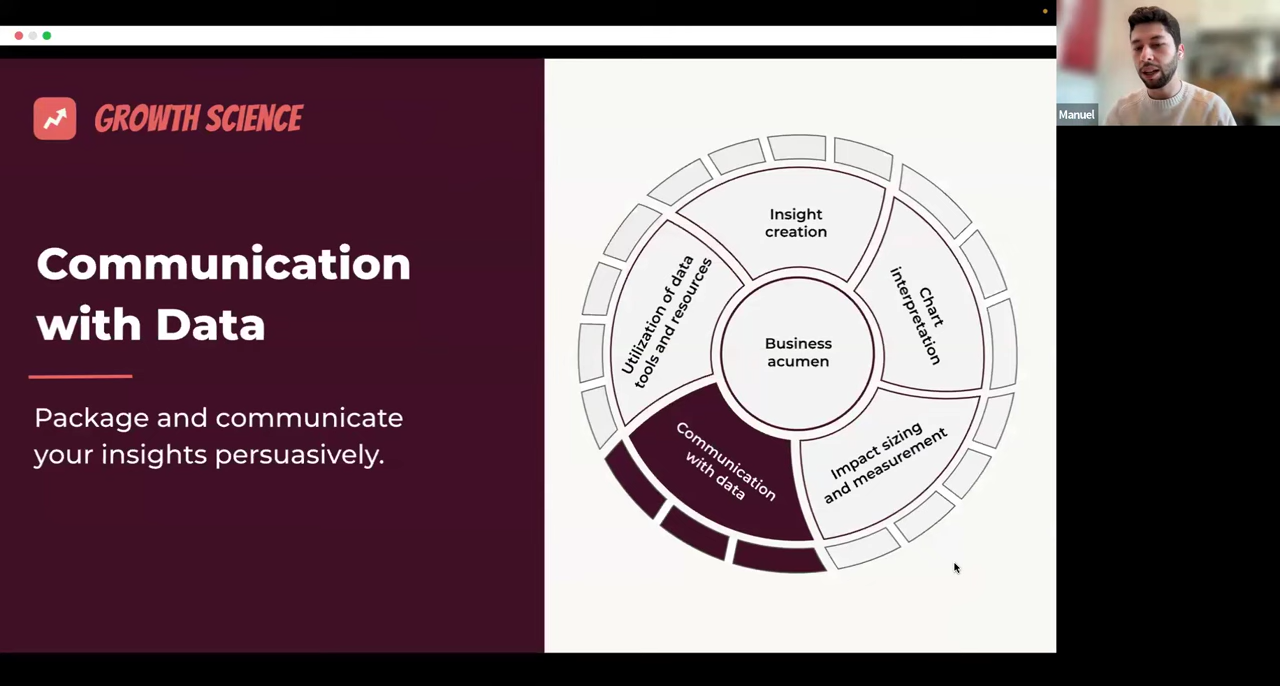 GROWTH SCIENCE
Communication
with Data
Package and communicate
your insights persuasively.
Insight
creation
Chart
interpretation
Impact sizing
and measurement
Communication
with data
Utilization of data
tools and resources
Business
acumen
Manuel